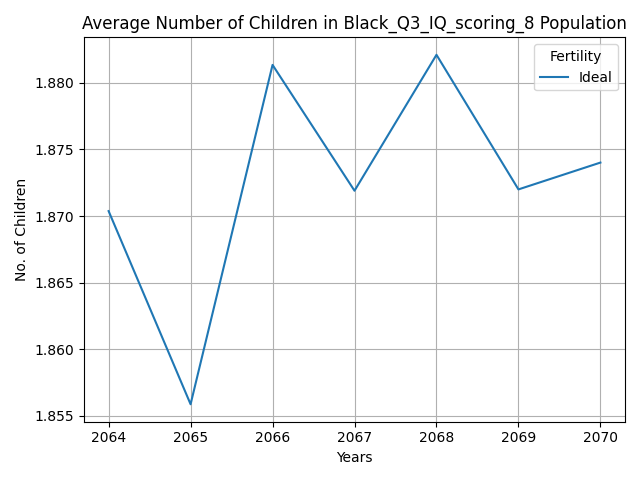 Average Number of Children in Black_Q3_IQ_scoring_8 Population
Fertility
Ideal
No. of Children
1.880
1.875
1.870
1.865
1.860
1.855
2064 2065 2066 2067 2068 2069 2070
Years